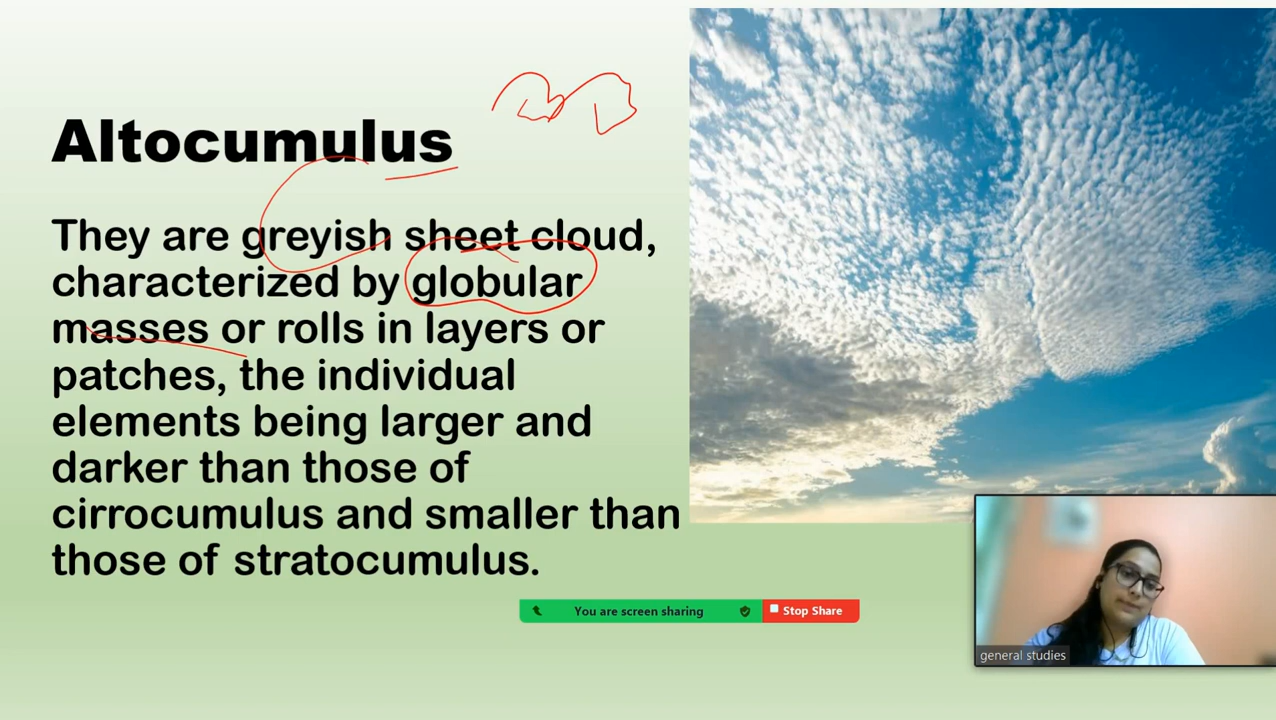 Altocumulus
They are greyish sheet cloud,
characterized by globular
masses or rolls in layers or
patches, the individual
elements being larger and
darker than those of
cirrocumulus and smaller than
those of stratocumulus.
You are screen sharing
Stop Share
general studies